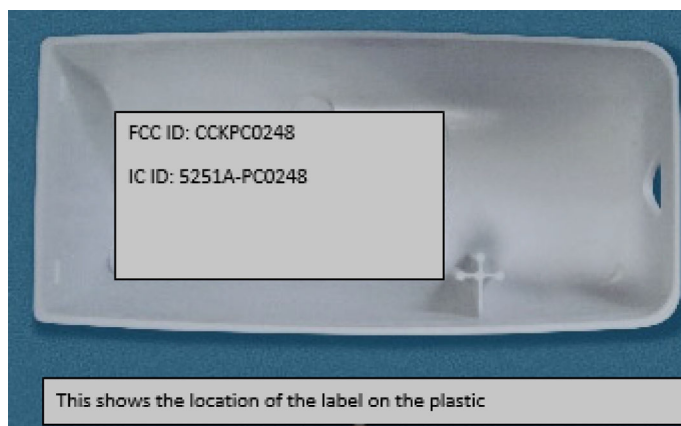 FCC ID: CCKPC0248
IC ID: 5251A-PC0248
This shows the location of the label on the plastic